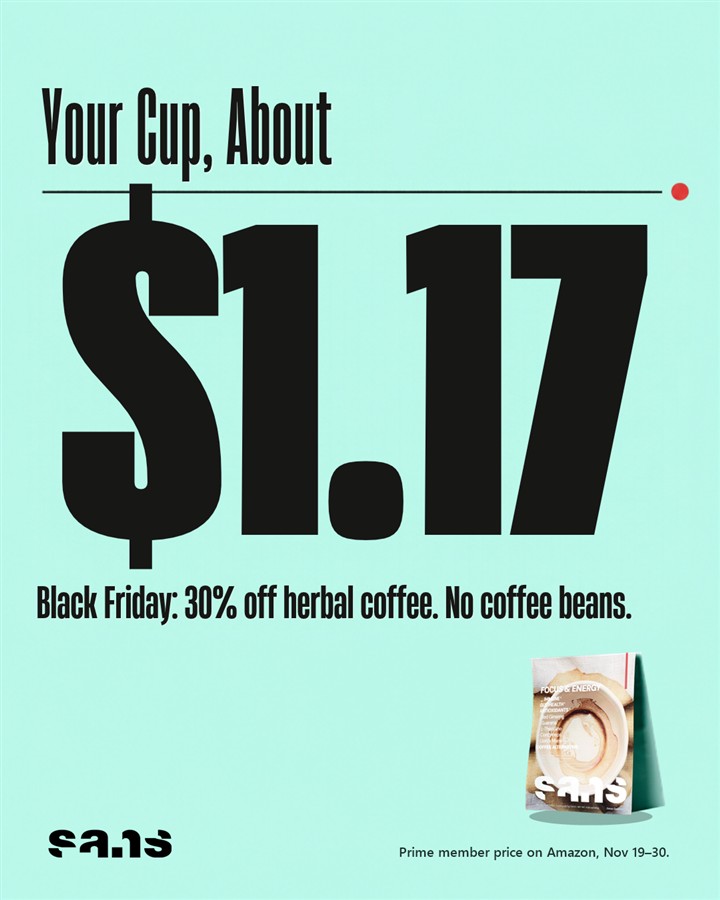 Your Cup, About
$1.17
Black Friday: 30% off herbal coffee. No coffee beans.
FOCUS & ENERGY
sans
sans
Prime member price on Amazon, Nov 19–30.